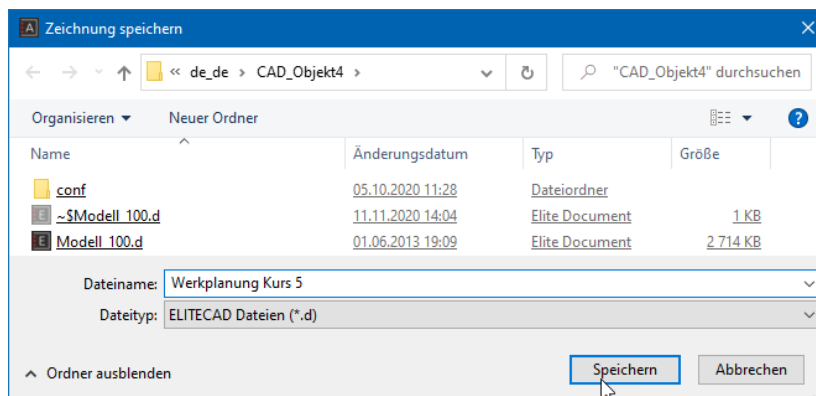 Zeichnung speichern
« de_de › CAD_Objekt4 ›
"CAD_Objekt4" durchsuchen
Organisieren Neuer Ordner
Name Änderungsdatum Typ Größe
conf 05.10.2020 11:28 Dateiordner
~$Modell_100.d 11.11.2020 14:04 Elite Document 1 KB
Modell_100.d 01.06.2013 19:09 Elite Document 2 714 KB
Dateiname: Werkplanung Kurs 5
Dateityp: ELITECAD Dateien (*.d)
Ordner ausblenden
Speichern
Abbrechen